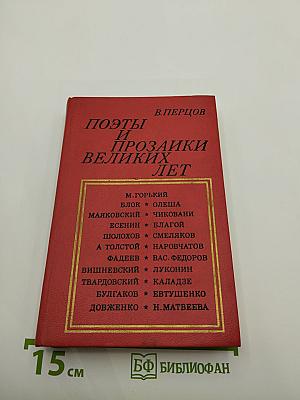 В. ПЕРЦОВ
ПОЭТЫ
И
ПРОЗАИКИ
ВЕЛИКИХ
ЛЕТ
М. ГОРЬКИЙ
БЛОК * ОЛЕША
МАЯКОВСКИЙ * ЧИКОВАНИ
ЕСЕНИН * БЛАГОЙ
ШОЛОХОВ * СМЕЛЯКОВ
А. ТОЛСТОЙ * НАРОВЧАТОВ
ФАДЕЕВ * ВАС. ФЕДОРОВ
ВИШНЕВСКИЙ * ЛУКОНИН
ТВАРДОВСКИЙ * КАЛАДЗЕ
БУЛГАКОВ * ЕВТУШЕНКО
ДОВЖЕНКО * Н. МАТВЕЕВА
15 СМ
БФ БИБЛИОФАН